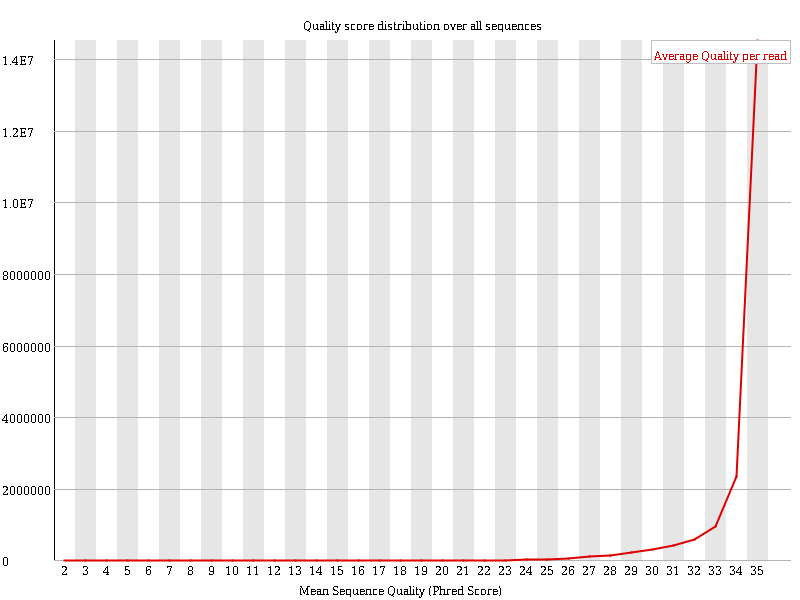 Quality score distribution over all sequences
Average Quality per read
1.4E7
1.2E7
1.0E7
8000000
6000000
4000000
2000000
0
2 3 4 5 6 7 8 9 10 11 12 13 14 15 16 17 18 19 20 21 22 23 24 25 26 27 28 29 30 31 32 33 34 35
Mean Sequence Quality (Phred Score)